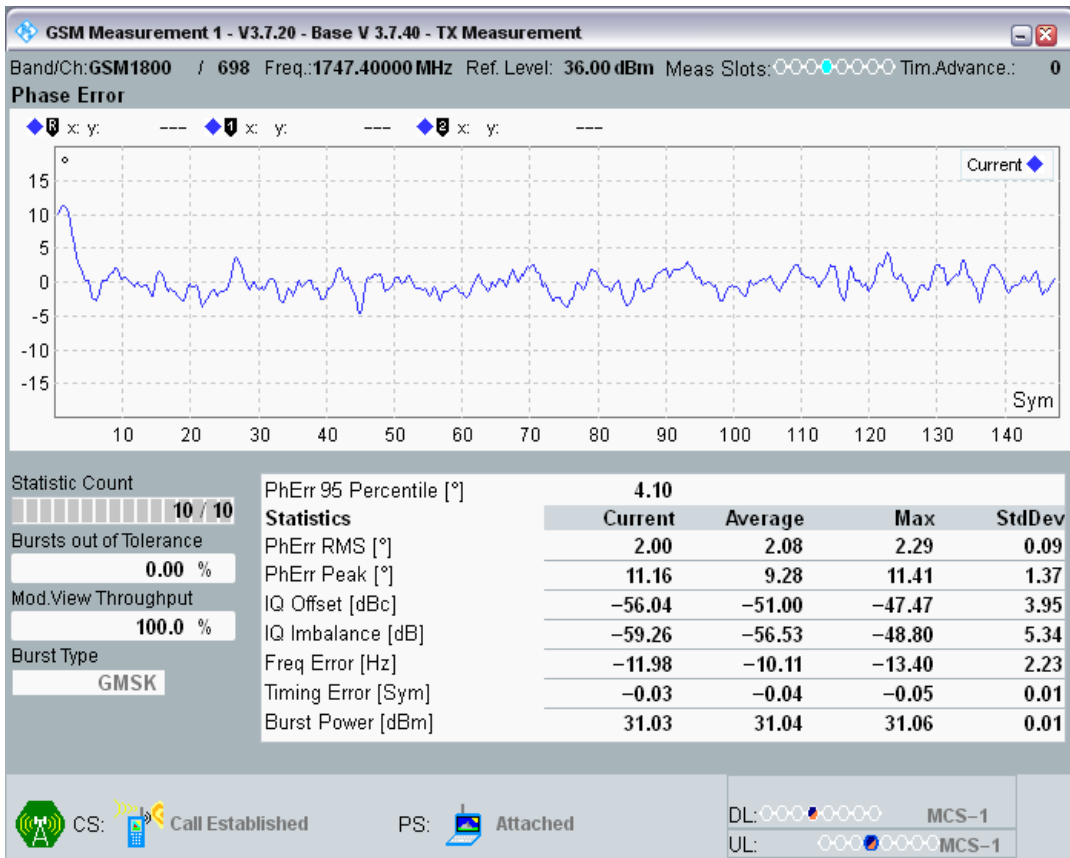 GSM Measurement 1 - V3.7.20 - Base V 3.7.40 - TX Measurement
Band/Ch:GSM1800 / 698 Freq.:1747.40000 MHz Ref. Level: 36.00 dBm Meas Slots: Tim.Advance.: 0
Phase Error
R x: y: --- 1 x: y: --- 2 x: y: ---
°
Current
15
10
5
0
-5
-10
-15
Sym
10 20 30 40 50 60 70 80 90 100 110 120 130 140
Statistic Count
10 / 10
Bursts out of Tolerance
0.00 %
Mod.View Throughput
100.0 %
Burst Type
GMSK
PhErr 95 Percentile [°] 4.10
Statistics Current Average Max StdDev
PhErr RMS [°] 2.00 2.08 2.29 0.09
PhErr Peak [°] 11.16 9.28 11.41 1.37
IQ Offset [dBc] −56.04 −51.00 −47.47 3.95
IQ Imbalance [dB] −59.26 −56.53 −48.80 5.34
Freq Error [Hz] −11.98 −10.11 −13.40 2.23
Timing Error [Sym] −0.03 −0.04 −0.05 0.01
Burst Power [dBm] 31.03 31.04 31.06 0.01
CS: Call Established PS: Attached
DL: MCS−1
UL: MCS−1